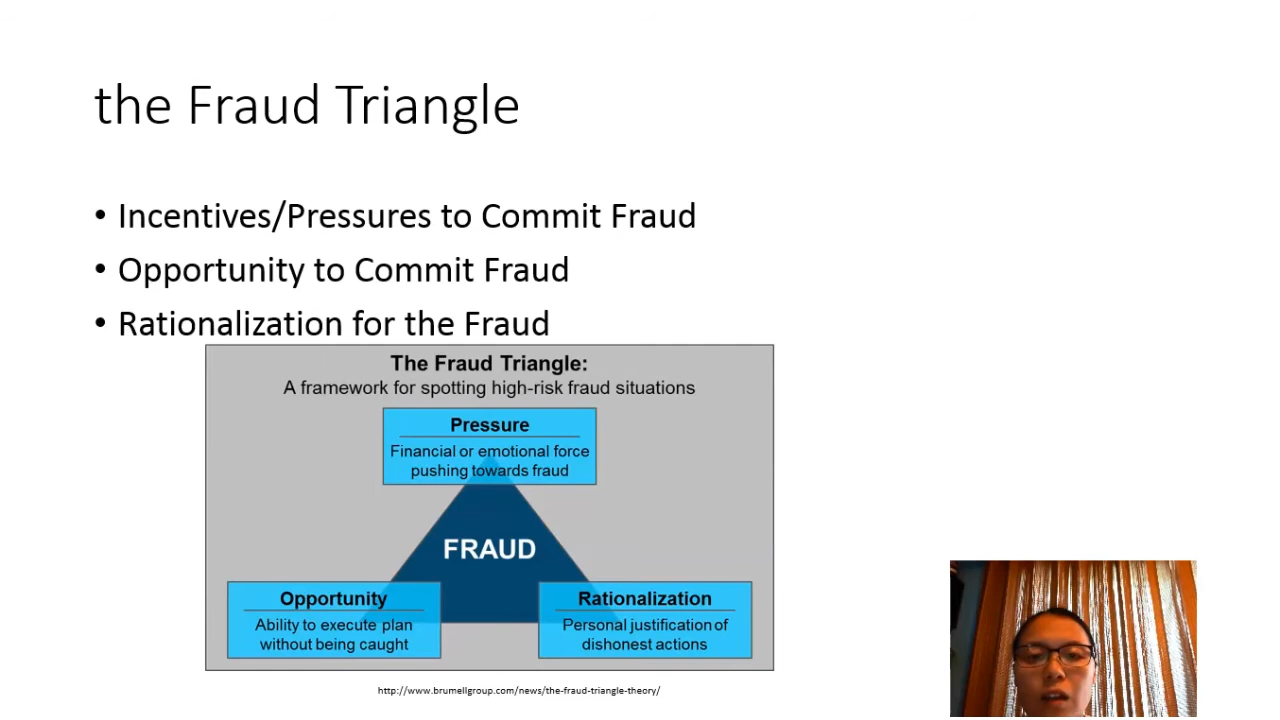 the Fraud Triangle
• Incentives/Pressures to Commit Fraud
• Opportunity to Commit Fraud
• Rationalization for the Fraud
The Fraud Triangle:
A framework for spotting high-risk fraud situations
Pressure
Financial or emotional force
pushing towards fraud
FRAUD
Opportunity
Ability to execute plan
without being caught
Rationalization
Personal justification of
dishonest actions
http://www.brumellgroup.com/news/the-fraud-triangle-theory/